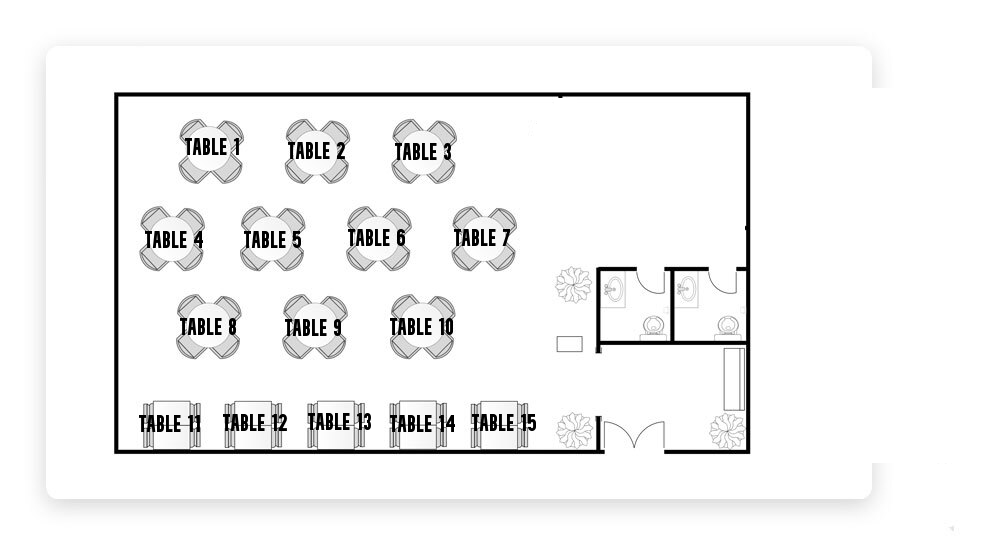 TABLE 1
TABLE 2
TABLE 3
TABLE 4
TABLE 5
TABLE 6
TABLE 7
TABLE 8
TABLE 9
TABLE 10
TABLE 11
TABLE 12
TABLE 13
TABLE 14
TABLE 15